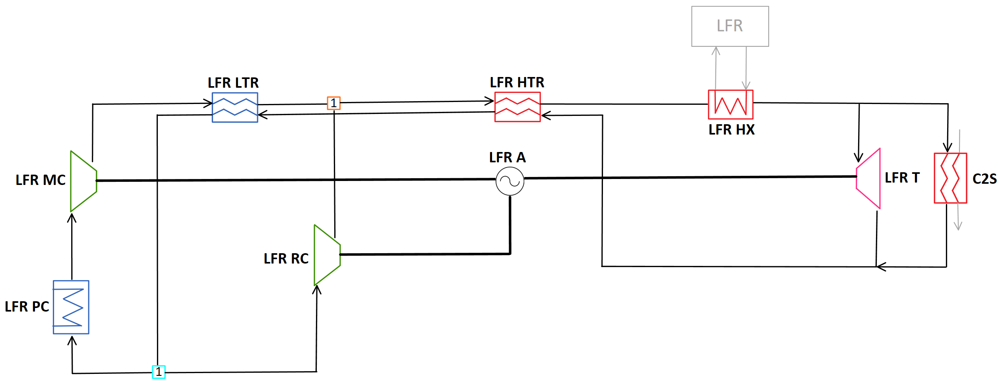 LFR
LFR LTR
LFR HTR
1
LFR HX
LFR A
LFR MC
LFR T
C2S
LFR RC
LFR PC
1